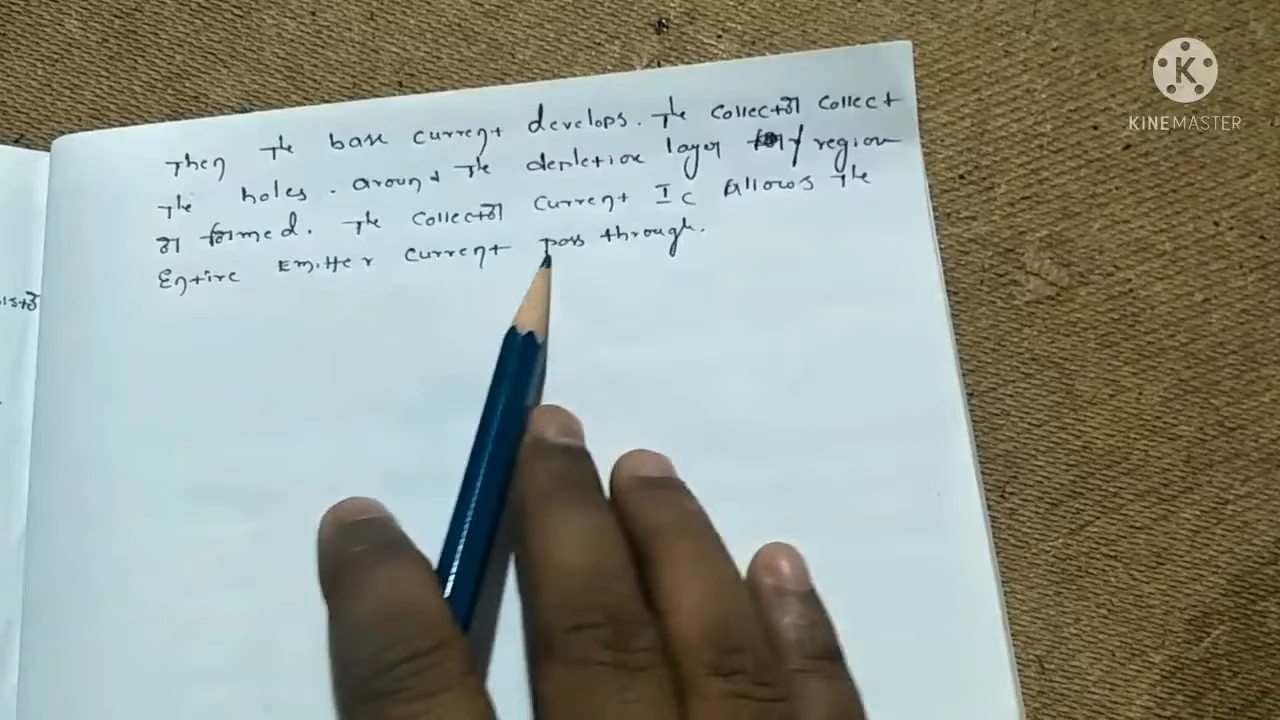 Then The base current develops. The collector collect
The holes. around The depletion layer / region
is formed. The collector current Ic Allows The
Entire Emitter current pass through.
KINEMASTER